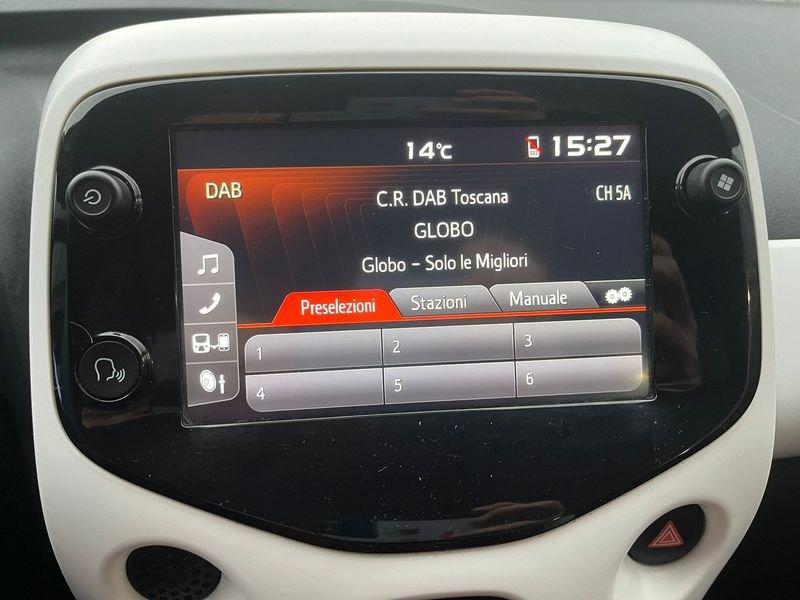 14°C 15:27
DAB C.R. DAB Toscana CH 5A
GLOBO
Globo - Solo le Migliori
Preselezioni Stazioni Manuale
1 2 3
4 5 6